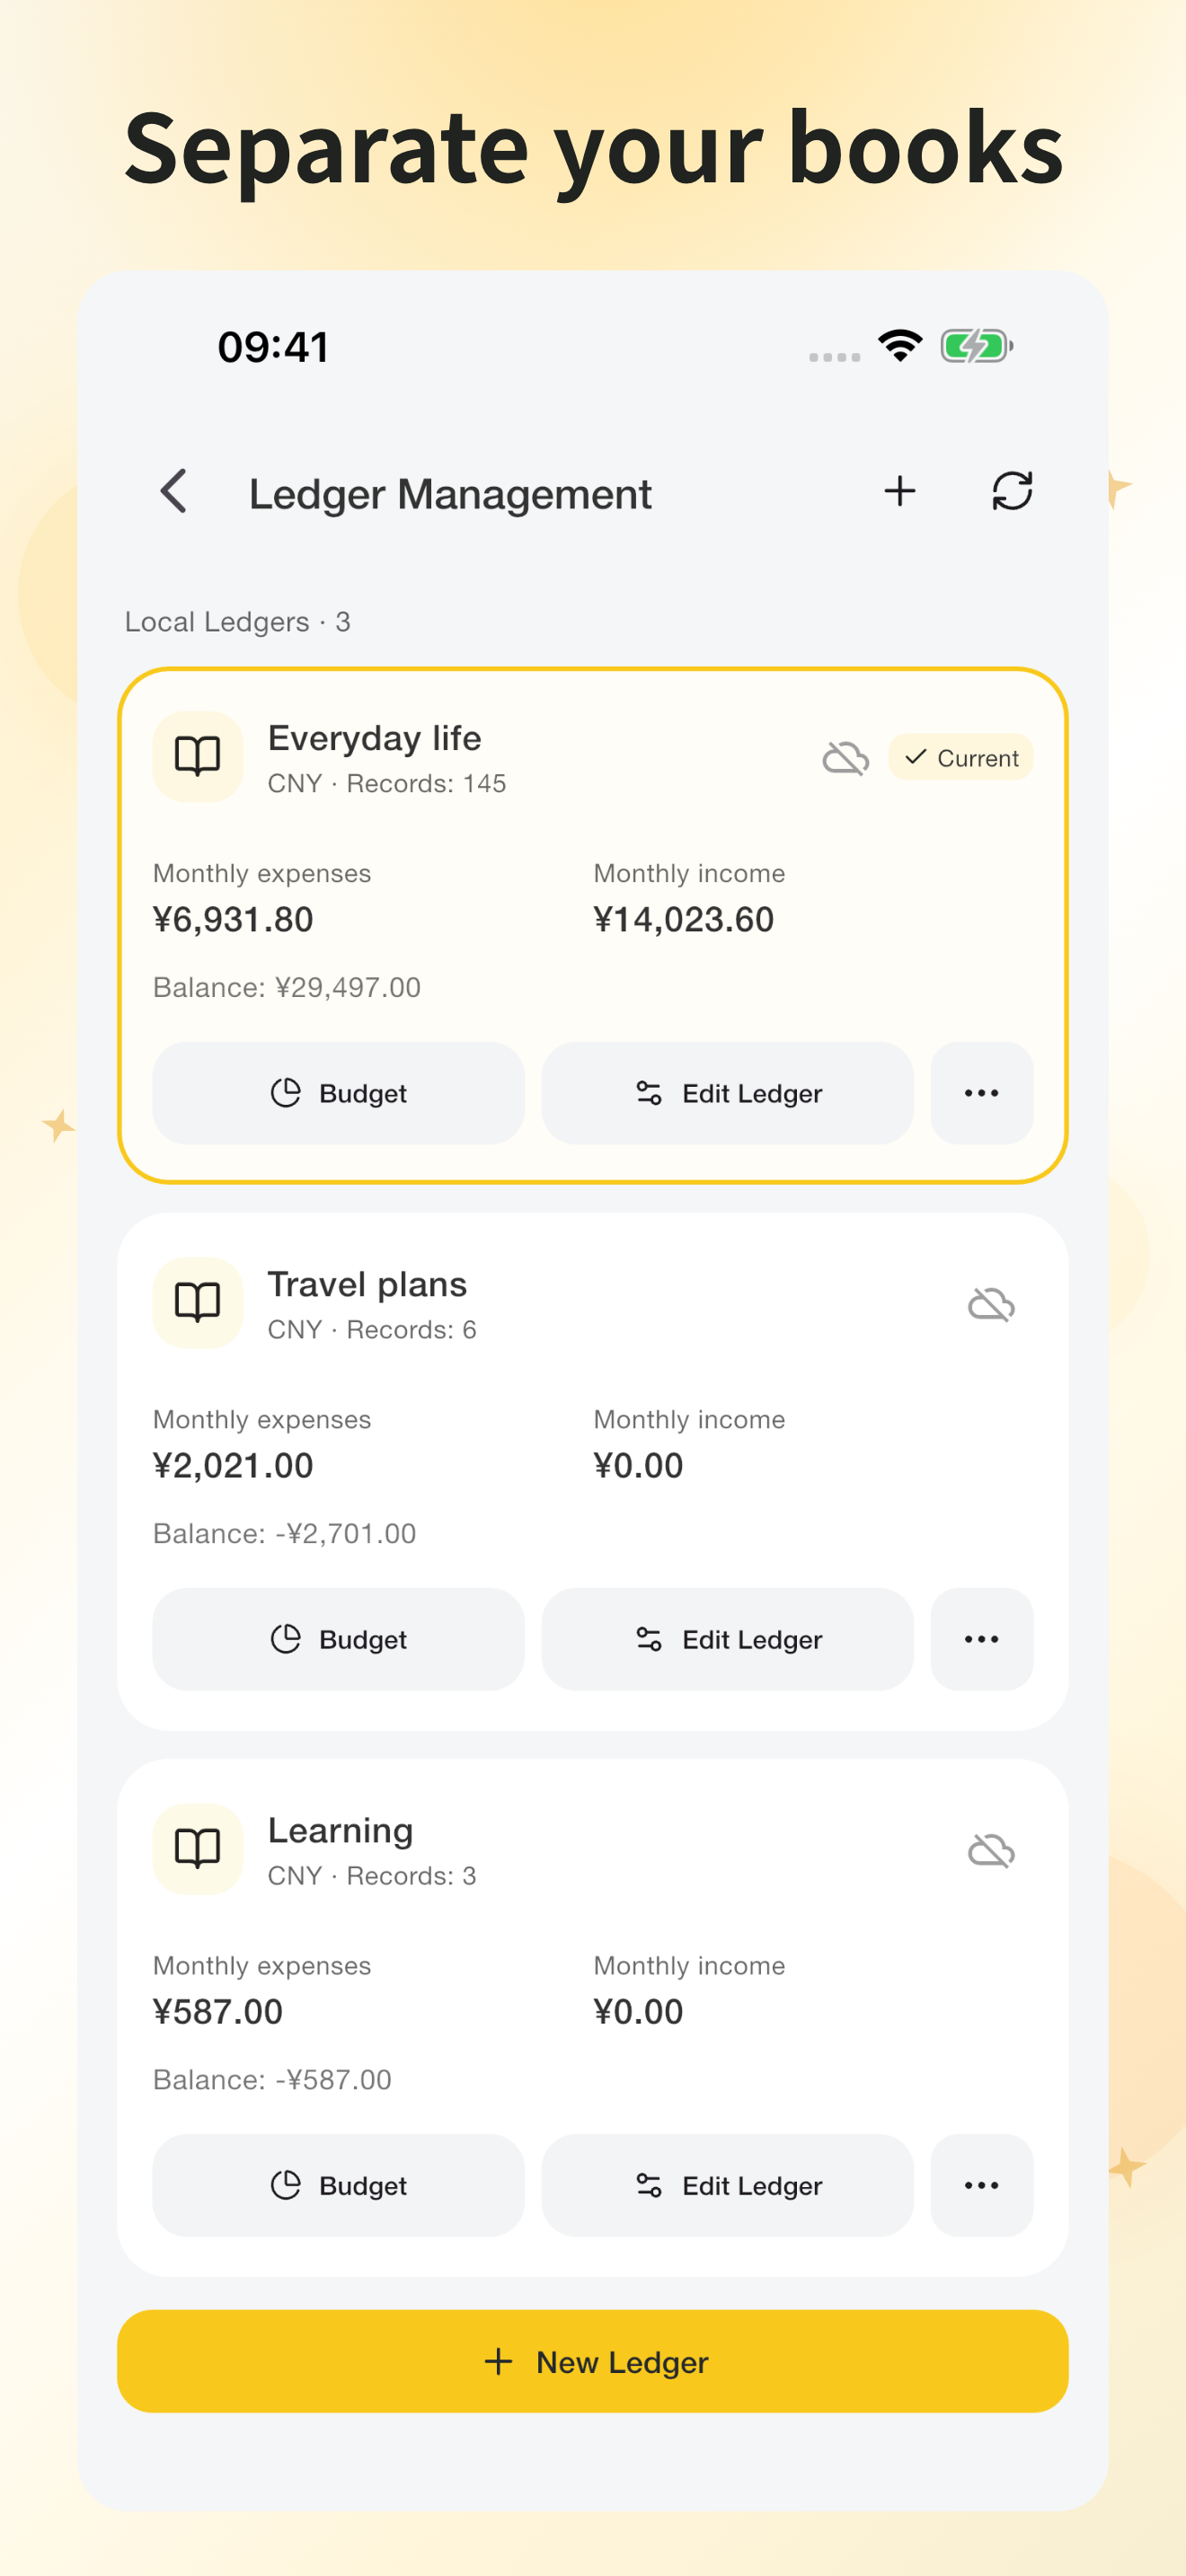 Separate your books
09:41
Ledger Management
Local Ledgers · 3
Everyday life
CNY · Records: 145
Current
Monthly expenses
Monthly income
¥6,931.80
¥14,023.60
Balance: ¥29,497.00
Budget
Edit Ledger
Travel plans
CNY · Records: 6
Monthly expenses
Monthly income
¥2,021.00
¥0.00
Balance: -¥2,701.00
Budget
Edit Ledger
Learning
CNY · Records: 3
Monthly expenses
Monthly income
¥587.00
¥0.00
Balance: -¥587.00
Budget
Edit Ledger
New Ledger